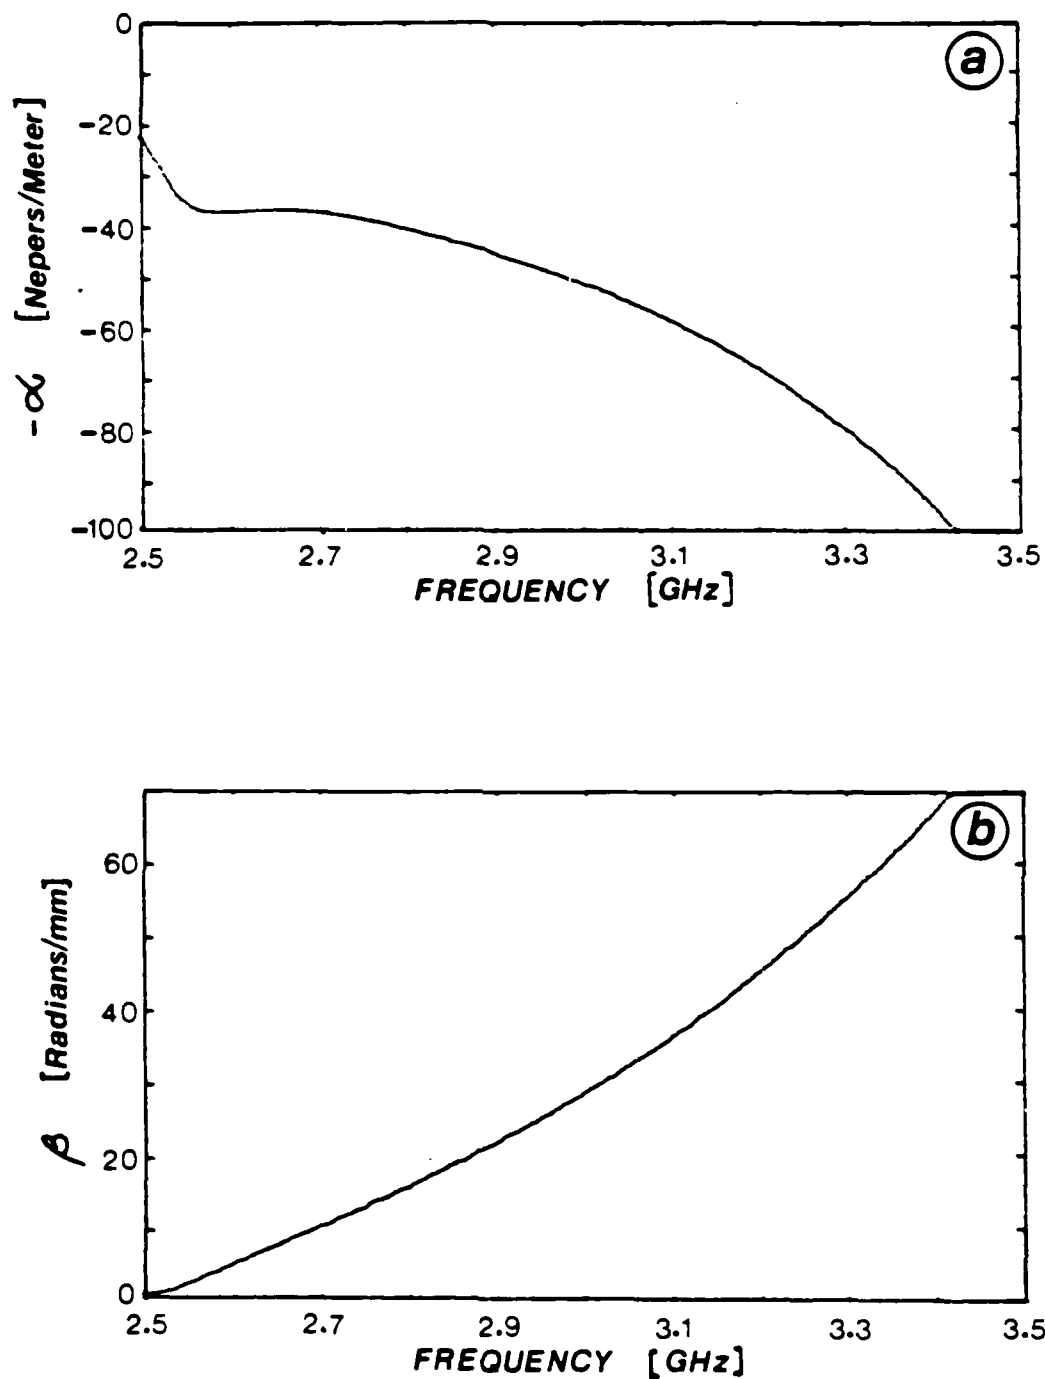 0
a
-20
-40
-60
-80
-100
-α [Nepers/Meter]
2.5 2.7 2.9 3.1 3.3 3.5
FREQUENCY [GHz]
b
60
40
20
0
β [Radians/mm]
2.5 2.7 2.9 3.1 3.3 3.5
FREQUENCY [GHz]